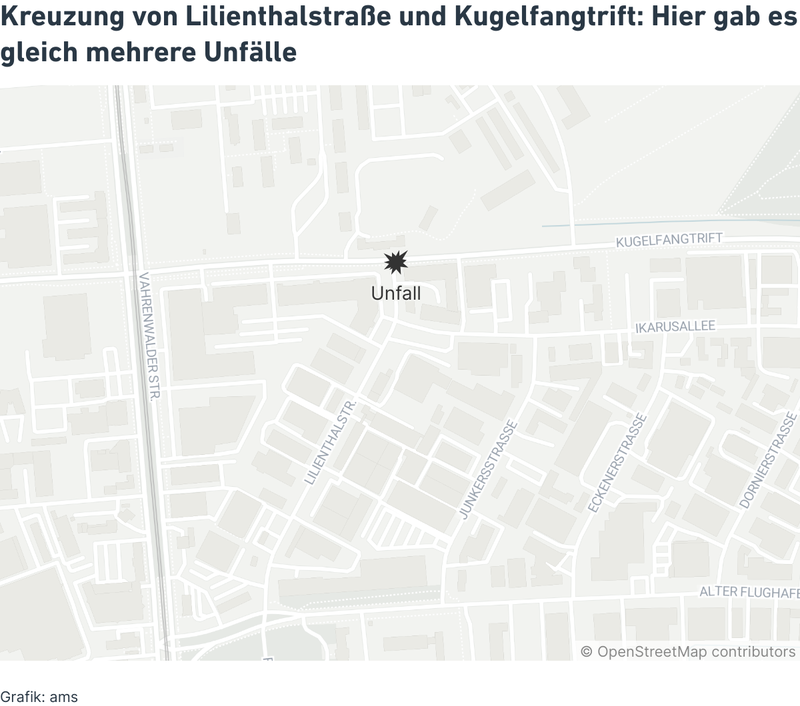 Kreuzung von Lilienthalstraße und Kugelfangtrift: Hier gab es
gleich mehrere Unfälle
KUGELFANGTRIFT
Unfall
VAHRENWALDER STR.
IKARUSALLEE
LILIENTHALSTR.
JUNKERSSTRASSE
ECKENERSTRASSE
DORNIERSTRASSE
ALTER FLUGHAFE
© OpenStreetMap contributors
Grafik: ams